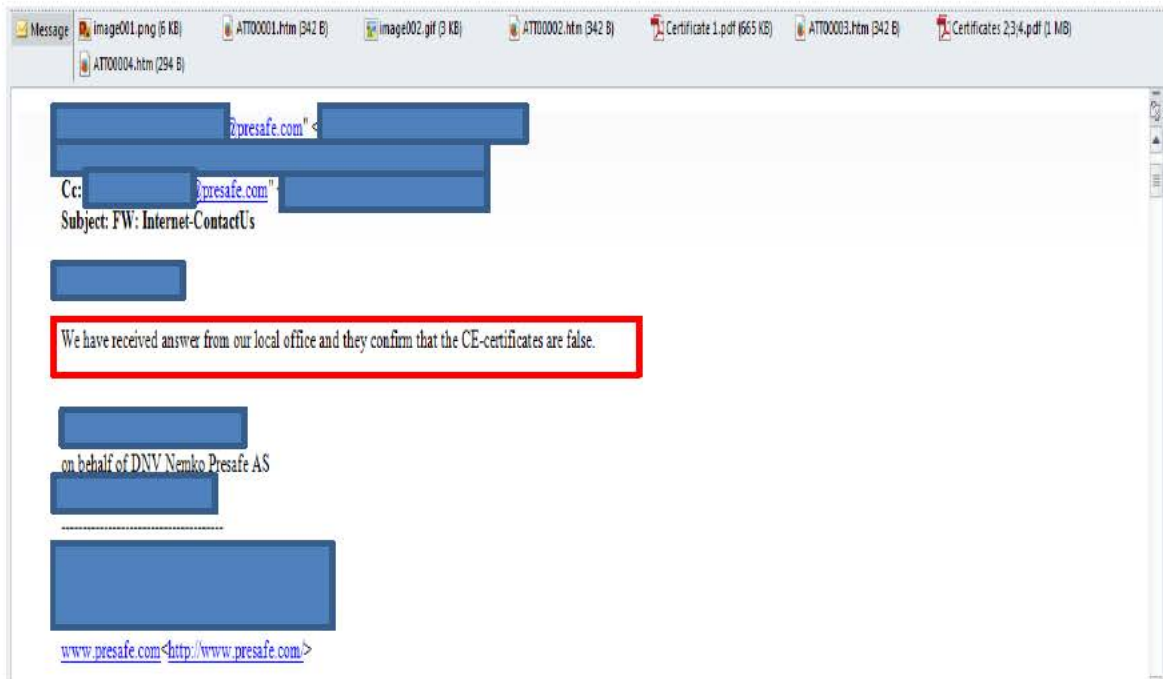 Message image001.png (6 KB) ATT00001.htm (342 B) image002.gif (3 KB) ATT00002.htm (342 B) Certificate 1.pdf (665 KB) ATT00003.htm (342 B) Certificates 2;3;4.pdf (1 MB)
ATT00004.htm (294 B)
@presafe.com" <
Cc: @presafe.com"
Subject: FW: Internet-ContactUs
We have received answer from our local office and they confirm that the CE-certificates are false.
on behalf of DNV Nemko Presafe AS
----------------------------------------
www.presafe.com<http://www.presafe.com/>